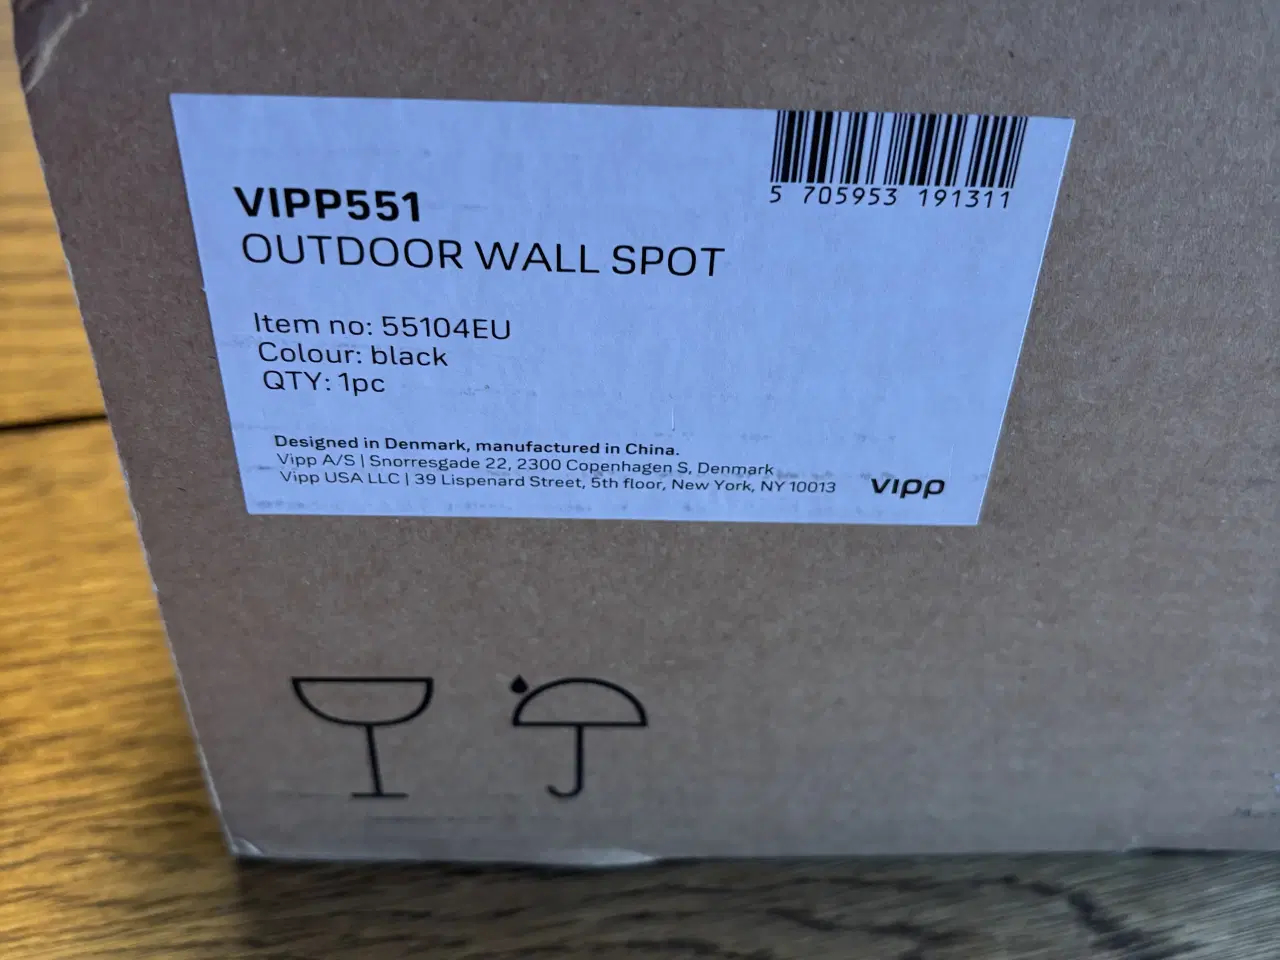 5 705953 191311
VIPP551
OUTDOOR WALL SPOT
Item no: 55104EU
Colour: black
QTY: 1pc
Designed in Denmark, manufactured in China.
Vipp A/S | Snorresgade 22, 2300 Copenhagen S, Denmark
Vipp USA LLC | 39 Lispenard Street, 5th floor, New York, NY 10013
vipp